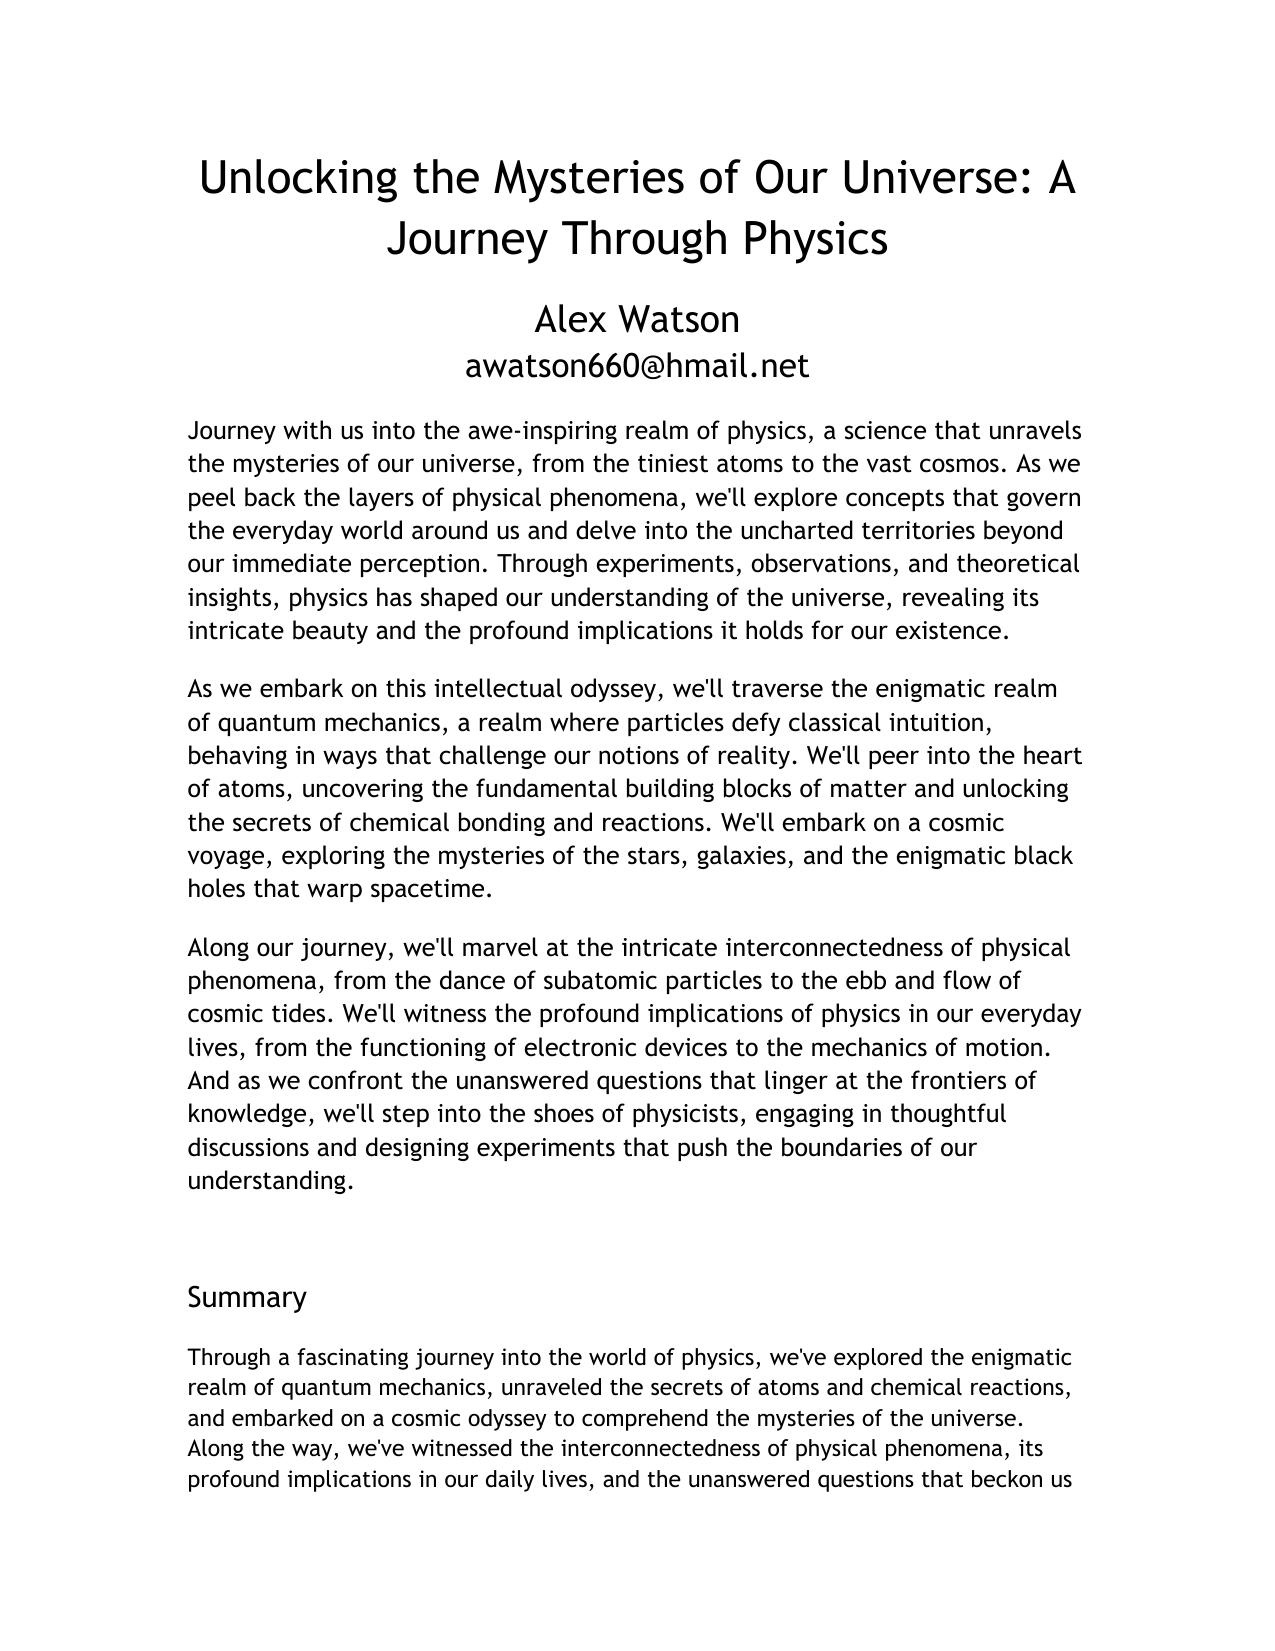 Unlocking the Mysteries of Our Universe: A
Journey Through Physics
Alex Watson
awatson660@hmail.net
Journey with us into the awe-inspiring realm of physics, a science that unravels
the mysteries of our universe, from the tiniest atoms to the vast cosmos. As we
peel back the layers of physical phenomena, we'll explore concepts that govern
the everyday world around us and delve into the uncharted territories beyond
our immediate perception. Through experiments, observations, and theoretical
insights, physics has shaped our understanding of the universe, revealing its
intricate beauty and the profound implications it holds for our existence.
As we embark on this intellectual odyssey, we'll traverse the enigmatic realm
of quantum mechanics, a realm where particles defy classical intuition,
behaving in ways that challenge our notions of reality. We'll peer into the heart
of atoms, uncovering the fundamental building blocks of matter and unlocking
the secrets of chemical bonding and reactions. We'll embark on a cosmic
voyage, exploring the mysteries of the stars, galaxies, and the enigmatic black
holes that warp spacetime.
Along our journey, we'll marvel at the intricate interconnectedness of physical
phenomena, from the dance of subatomic particles to the ebb and flow of
cosmic tides. We'll witness the profound implications of physics in our everyday
lives, from the functioning of electronic devices to the mechanics of motion.
And as we confront the unanswered questions that linger at the frontiers of
knowledge, we'll step into the shoes of physicists, engaging in thoughtful
discussions and designing experiments that push the boundaries of our
understanding.
Summary
Through a fascinating journey into the world of physics, we've explored the enigmatic
realm of quantum mechanics, unraveled the secrets of atoms and chemical reactions,
and embarked on a cosmic odyssey to comprehend the mysteries of the universe.
Along the way, we've witnessed the interconnectedness of physical phenomena, its
profound implications in our daily lives, and the unanswered questions that beckon us